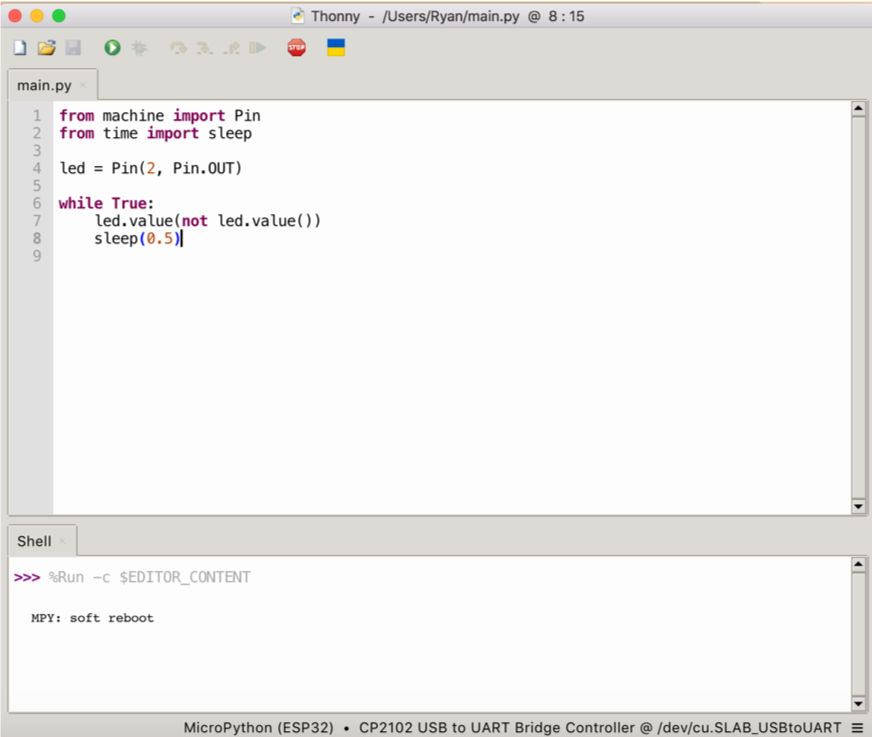 Thonny - /Users/Ryan/main.py @ 8 : 15
STOP
main.py ×
1 from machine import Pin
2 from time import sleep
3
4 led = Pin(2, Pin.OUT)
5
6 while True:
7     led.value(not led.value())
8     sleep(0.5)
9
Shell ×
>>> %Run -c $EDITOR_CONTENT
MPY: soft reboot
MicroPython (ESP32) • CP2102 USB to UART Bridge Controller @ /dev/cu.SLAB_USBtoUART ≡